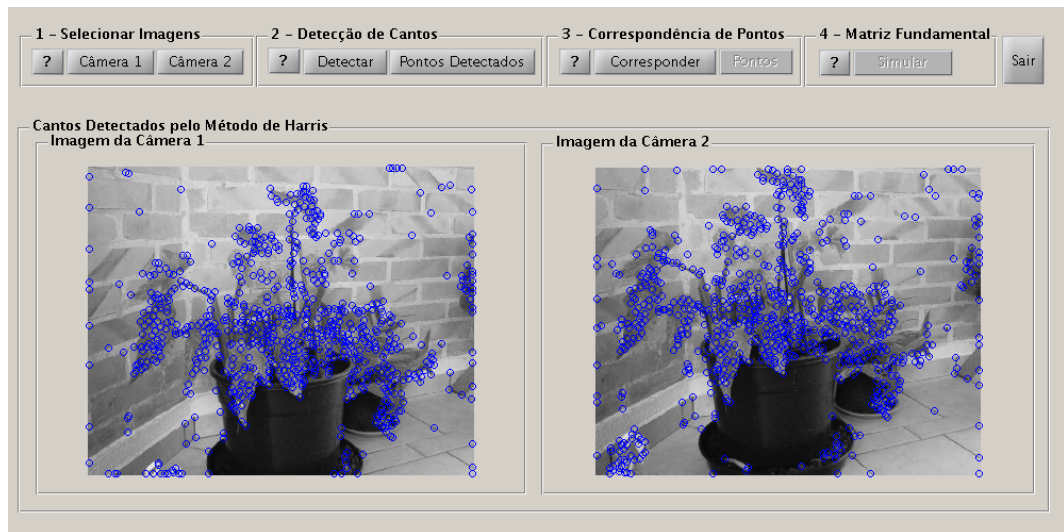 1 - Selecionar Imagens
? Câmera 1 Câmera 2
2 - Detecção de Cantos
? Detectar Pontos Detectados
3 - Correspondência de Pontos
? Corresponder Pontos
4 - Matriz Fundamental
? Simular
Sair
Cantos Detectados pelo Método de Harris
Imagem da Câmera 1
Imagem da Câmera 2